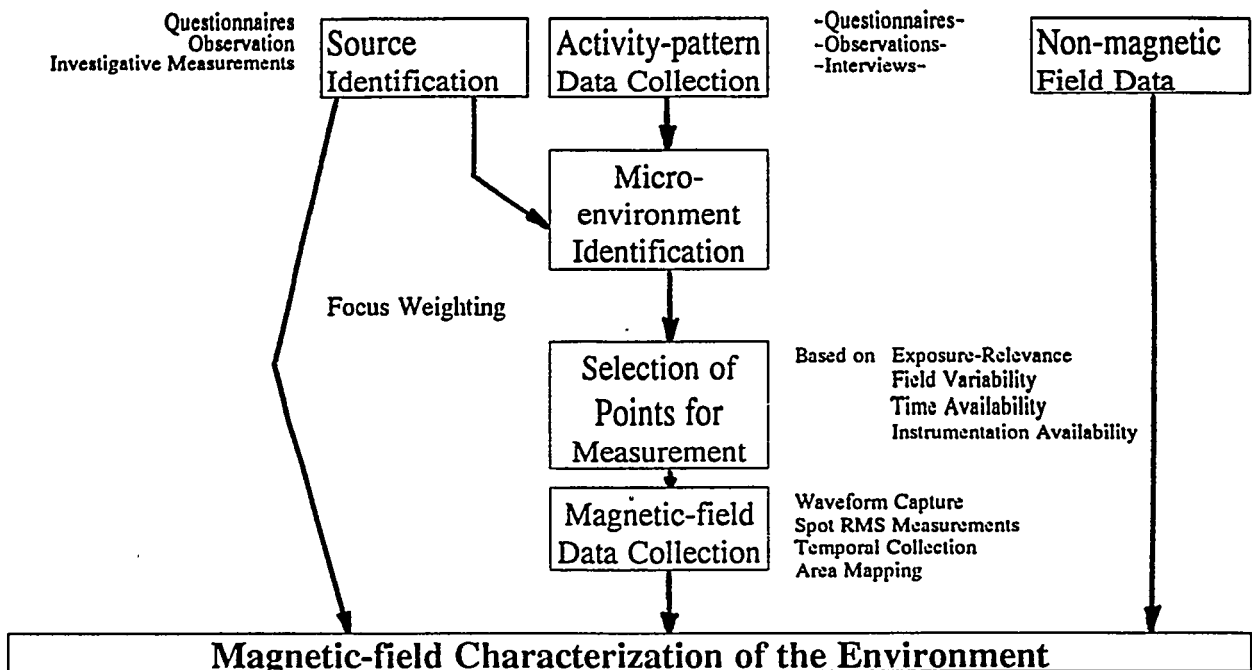 Questionnaires
Observation
Investigative Measurements
Source
Identification
Activity-pattern
Data Collection
-Questionnaires-
-Observations-
-Interviews-
Non-magnetic
Field Data
Micro-
environment
Identification
Focus Weighting
Selection of
Points for
Measurement
Based on Exposure-Relevance
Field Variability
Time Availability
Instrumentation Availability
Magnetic-field
Data Collection
Waveform Capture
Spot RMS Measurements
Temporal Collection
Area Mapping
Magnetic-field Characterization of the Environment